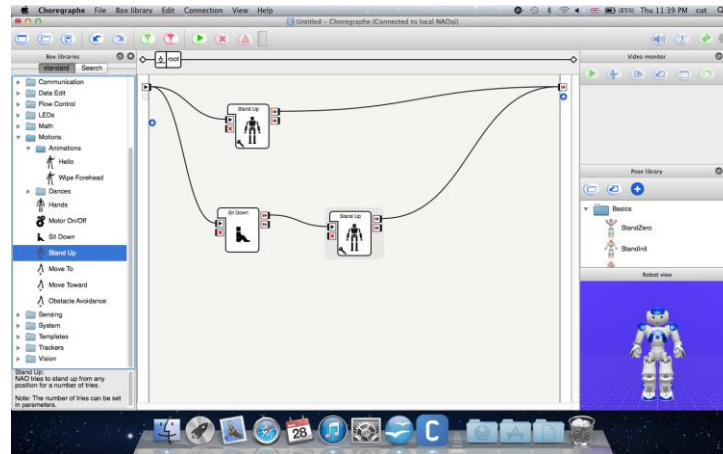 Choregraphe File Box library Edit Connection View Help
(85%) Thu 11:39 PM cut
Untitled – Choregraphe (Connected to local NAOqi)
Box libraries
standard Search
Communication
Data Edit
Flow Control
LEDs
Math
Motions
Animations
Hello
Wipe Forehead
Dances
Hands
Motor On/Off
Sit Down
Stand Up
Move To
Move Toward
Obstacle Avoidance
Sensing
System
Templates
Trackers
Vision
Stand Up:
NAO tries to stand up from any
position for a number of tries.
Note: The number of tries can be set
in parameters.
root
Stand Up
Sit Down
Stand Up
Video monitor
Pose library
Basics
StandZero
StandInit
Robot view
28
C